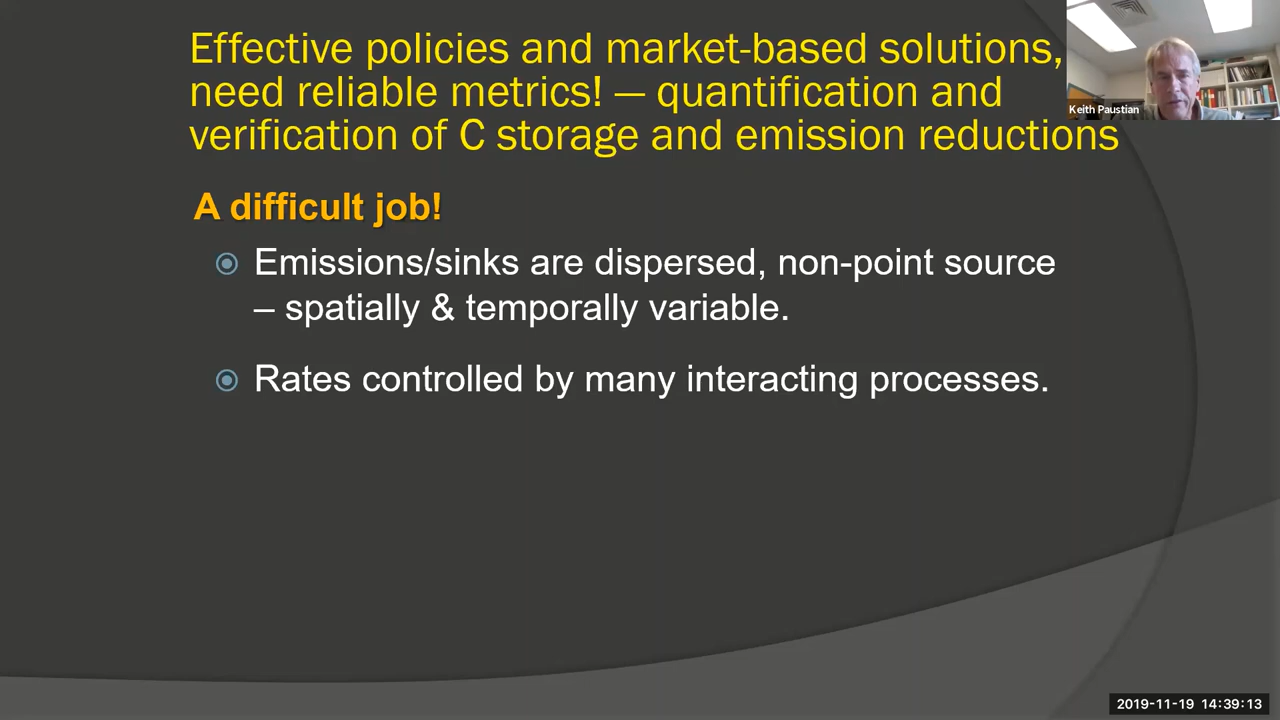 Effective policies and market-based solutions,
need reliable metrics! — quantification and
verification of C storage and emission reductions
Keith Paustian
A difficult job!
Emissions/sinks are dispersed, non-point source
– spatially & temporally variable.
Rates controlled by many interacting processes.
2019-11-19 14:39:13